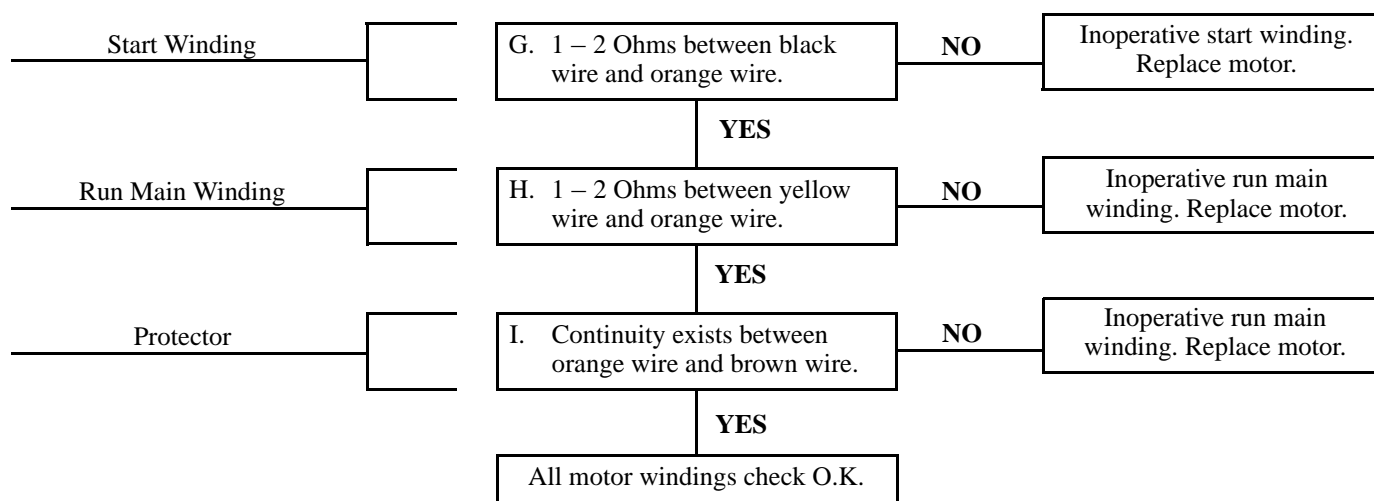 Start Winding
G. 1 – 2 Ohms between black
wire and orange wire.
NO
Inoperative start winding.
Replace motor.
YES
Run Main Winding
H. 1 – 2 Ohms between yellow
wire and orange wire.
NO
Inoperative run main
winding. Replace motor.
YES
Protector
I. Continuity exists between
orange wire and brown wire.
NO
Inoperative run main
winding. Replace motor.
YES
All motor windings check O.K.